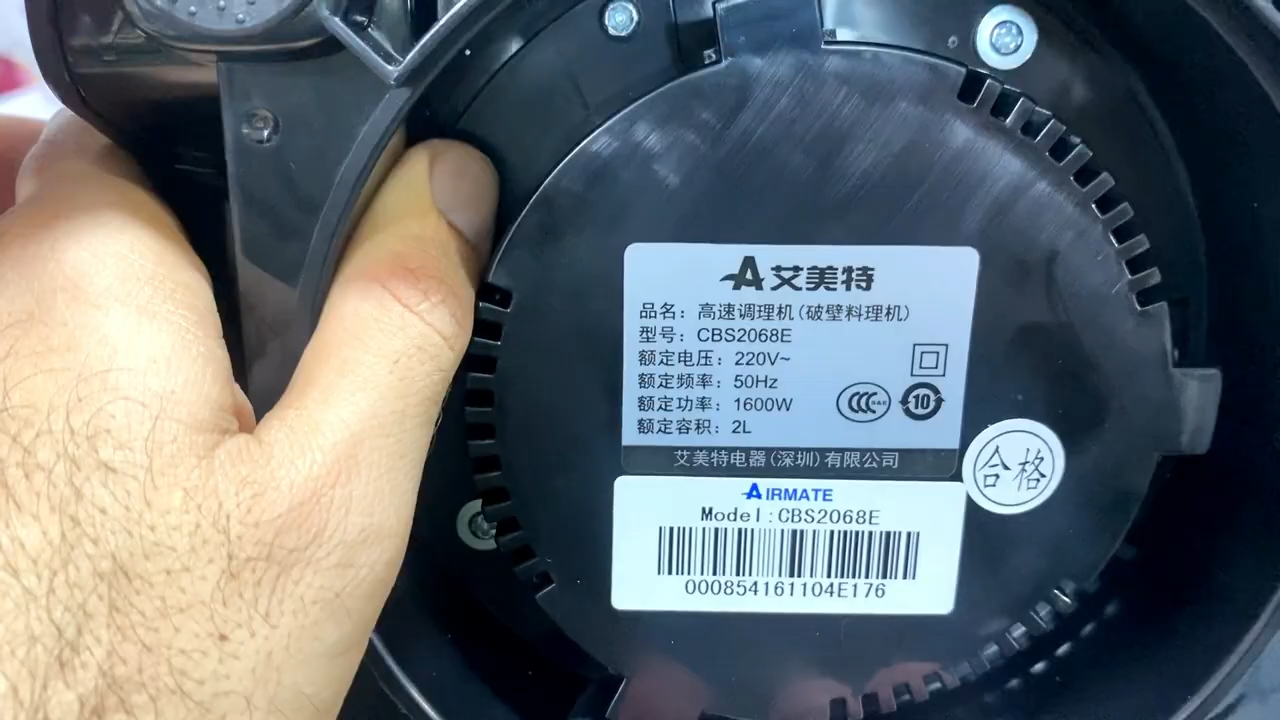 艾美特
品名：高速调理机(破壁料理机)
型号：CBS2068E
额定电压：220V~
额定频率：50Hz
额定功率：1600W
额定容积：2L
CCC S&E
10
艾美特电器(深圳)有限公司
合格
AIRMATE
Model:CBS2068E
000854161104E176